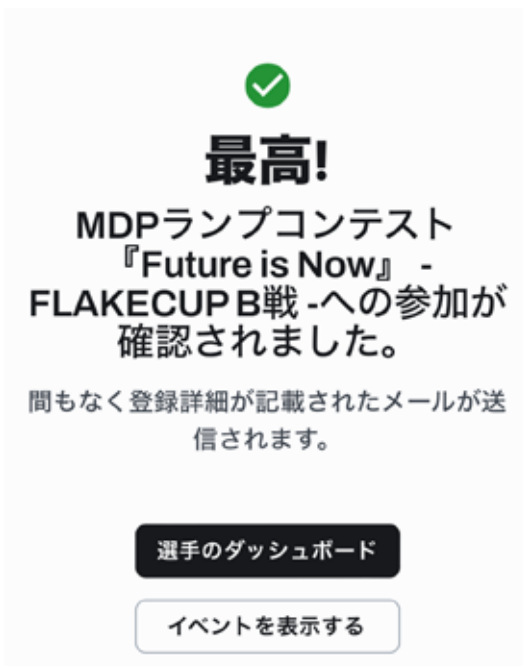 最高!
MDPランプコンテスト
『Future is Now』 -
FLAKECUP B戦 -への参加が
確認されました。
間もなく登録詳細が記載されたメールが送
信されます。
選手のダッシュボード
イベントを表示する